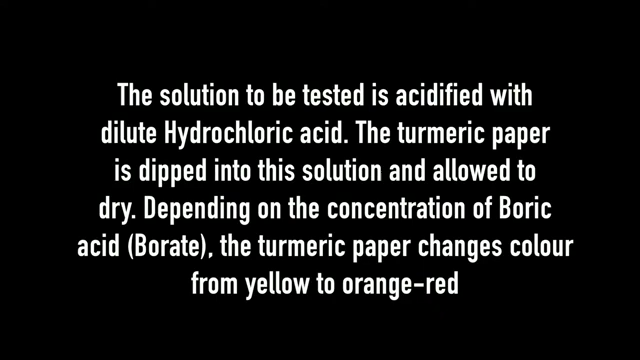 The solution to be tested is acidified with
dilute Hydrochloric acid. The turmeric paper
is dipped into this solution and allowed to
dry. Depending on the concentration of Boric
acid (Borate), the turmeric paper changes colour
from yellow to orange-red